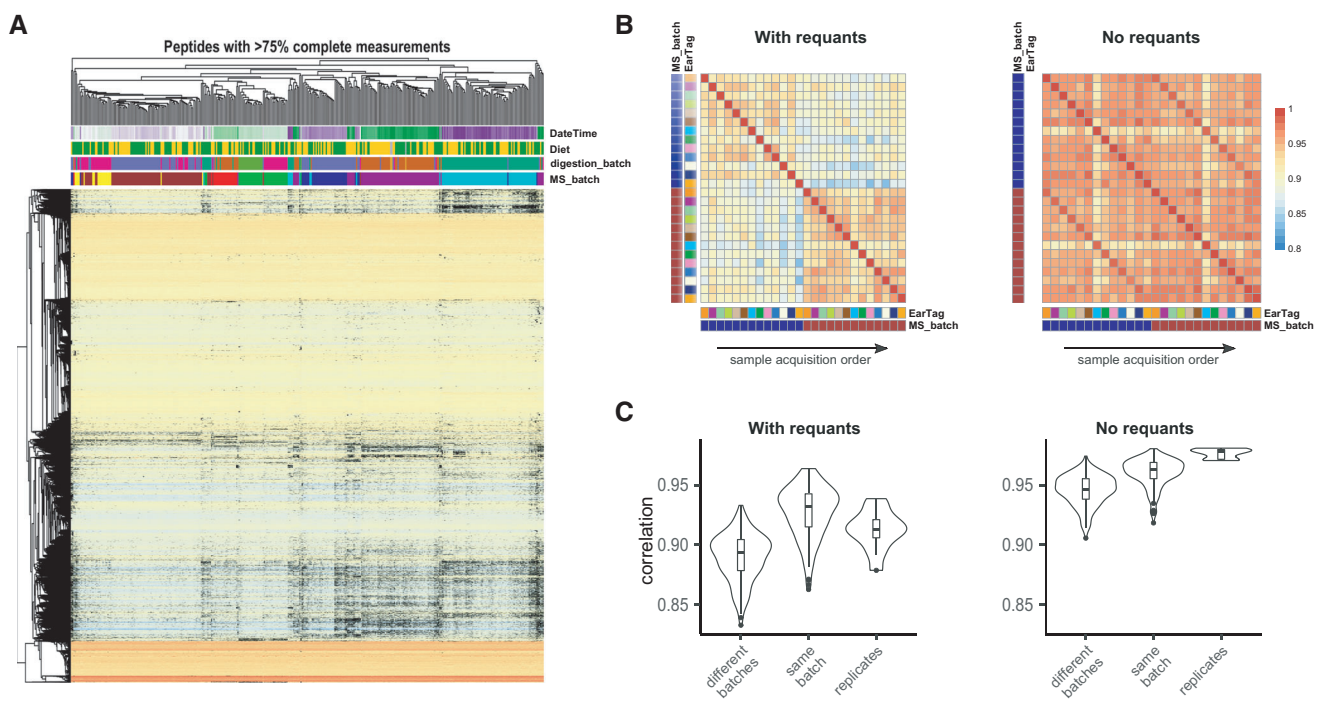 A
Peptides with >75% complete measurements
DateTime
Diet
digestion_batch
MS_batch
B
MS_batch
EarTag
With requants
EarTag
MS_batch
sample acquisition order
MS_batch
EarTag
No requants
1
0.95
0.9
0.85
0.8
EarTag
MS_batch
sample acquisition order
C
With requants
correlation
0.95
0.90
0.85
different
batches
same
batch
replicates
No requants
0.95
0.90
0.85
different
batches
same
batch
replicates